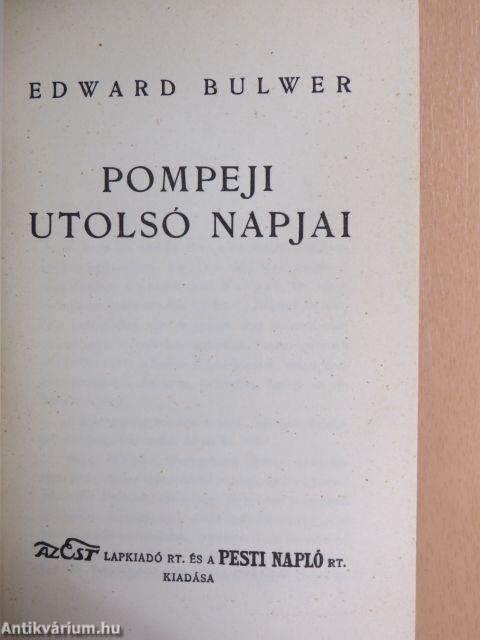 EDWARD BULWER
POMPEJI
UTOLSÓ NAPJAI
AZ EST LAPKIADÓ RT. ÉS A PESTI NAPLÓ RT.
KIADÁSA
Antikvárium.hu